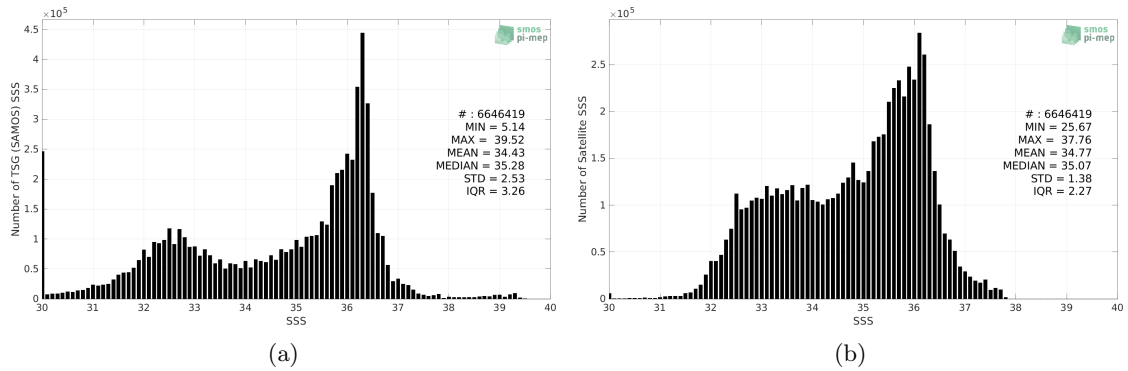 ×10^5
4.5
4
3.5
3
2.5
2
1.5
1
0.5
0
Number of TSG (SAMOS) SSS
smos
pi-mep
# : 6646419
MIN = 5.14
MAX = 39.52
MEAN = 34.43
MEDIAN = 35.28
STD = 2.53
IQR = 3.26
30 31 32 33 34 35 36 37 38 39 40
SSS
(a)
×10^5
2.5
2
1.5
1
0.5
0
Number of Satellite SSS
smos
pi-mep
# : 6646419
MIN = 25.67
MAX = 37.76
MEAN = 34.77
MEDIAN = 35.07
STD = 1.38
IQR = 2.27
30 31 32 33 34 35 36 37 38 39 40
SSS
(b)